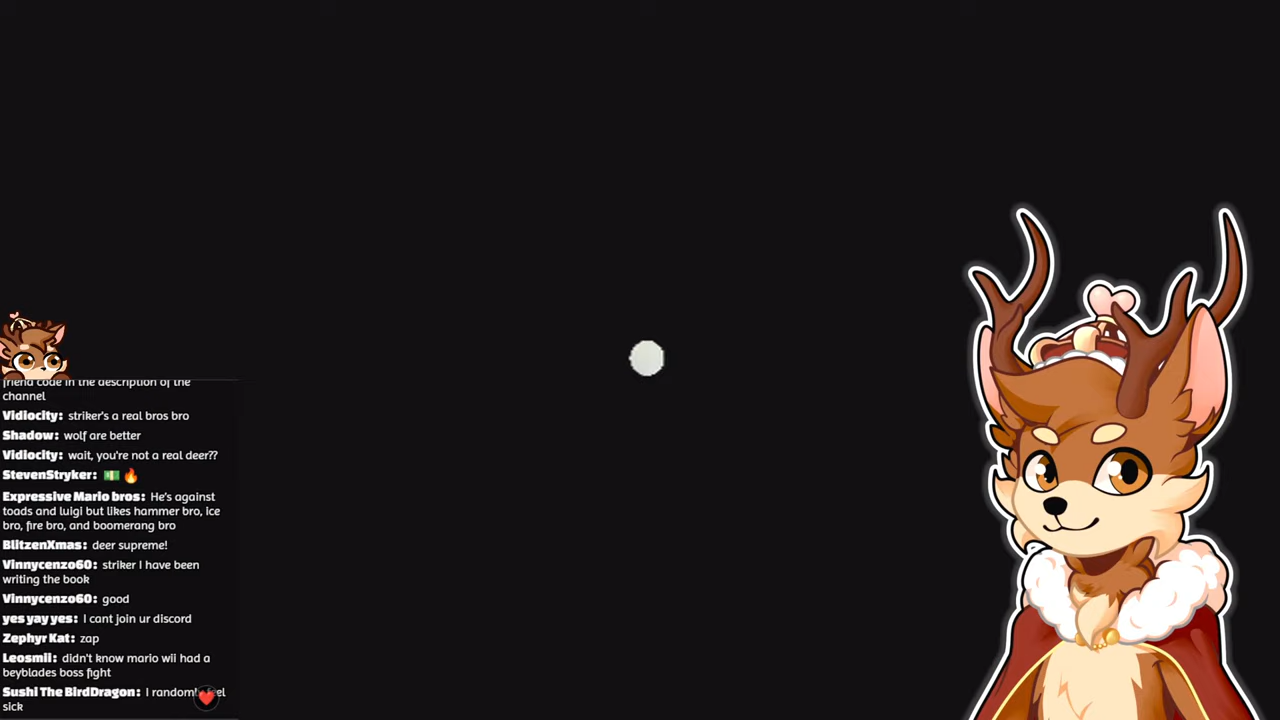 friend code in the description of the
channel
Vidiocity: striker's a real bros bro
Shadow: wolf are better
Vidiocity: wait, you're not a real deer??
StevenStryker: 💵 🔥
Expressive Mario bros: He's against
toads and luigi but likes hammer bro, ice
bro, fire bro, and boomerang bro
BlitzenXmas: deer supreme!
Vinnycenzo60: striker I have been
writing the book
Vinnycenzo60: good
yes yay yes: I cant join ur discord
Zephyr Kat: zap
Leosmii: didn't know mario wii had a
beyblades boss fight
Sushi The BirdDragon: I randomly feel
sick